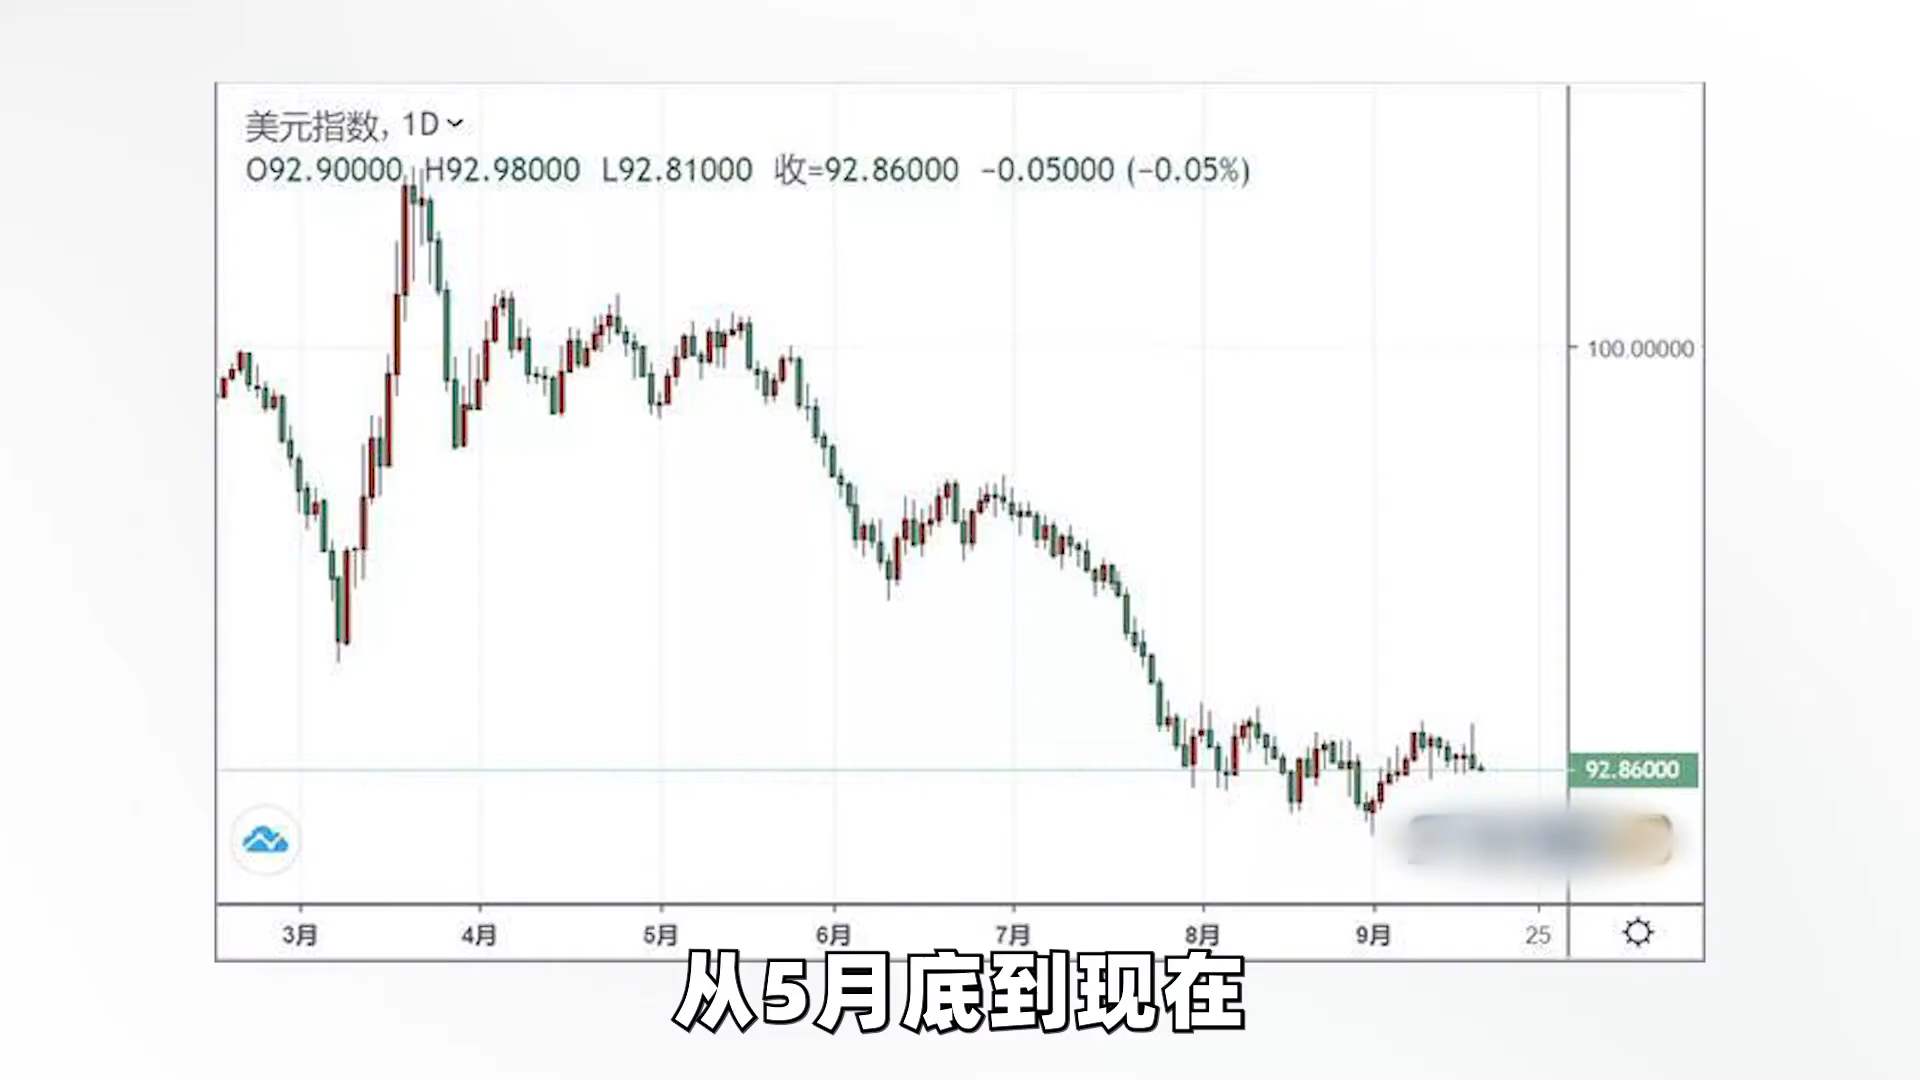 美元指数, 1D
O92.90000 H92.98000 L92.81000 收=92.86000 -0.05000 (-0.05%)
100.00000
92.86000
3月 4月 5月 6月 7月 8月 9月 25
从5月底到现在